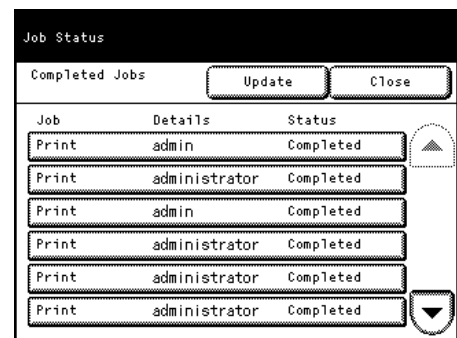 Job Status
Completed Jobs Update Close
Job Details Status
Print admin Completed
Print administrator Completed
Print admin Completed
Print administrator Completed
Print administrator Completed
Print administrator Completed